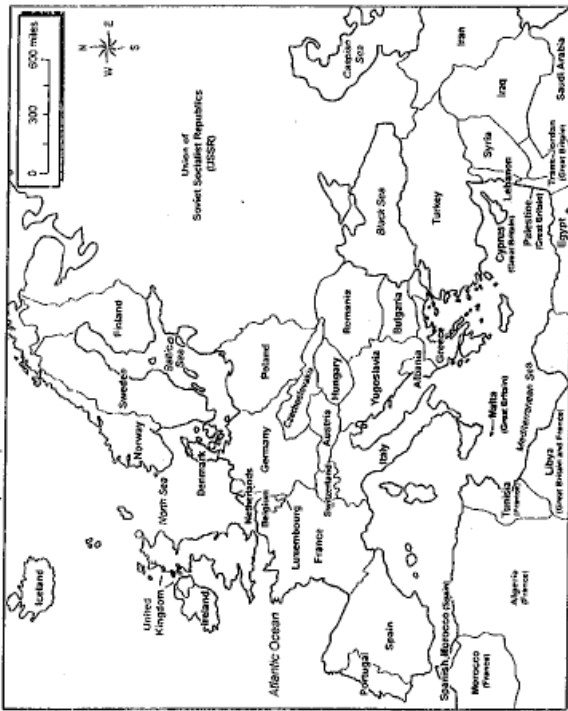 0 300 600 miles
N
W E
S
Iceland
Norway
Sweden
Finland
Union of
Soviet Socialist Republics
(USSR)
United
Kingdom
North Sea
Baltic
Sea
Denmark
Ireland
Netherlands
Belgium
Germany
Poland
Atlantic Ocean
Luxembourg
France
Czechoslovakia
Switzerland
Austria
Hungary
Romania
Caspian
Sea
Portugal
Spain
Italy
Yugoslavia
Bulgaria
Black Sea
Albania
Greece
Turkey
Iran
Spanish Morocco (Spain)
Morocco
(France)
Algeria
(France)
Tunisia
(France)
Malta
(Great Britain)
Mediterranean Sea
Cyprus
(Great Britain)
Syria
Lebanon
Iraq
Palestine
(Great Britain)
Trans-Jordan
(Great Britain)
Libya
(Great Britain and France)
Egypt
Saudi Arabia